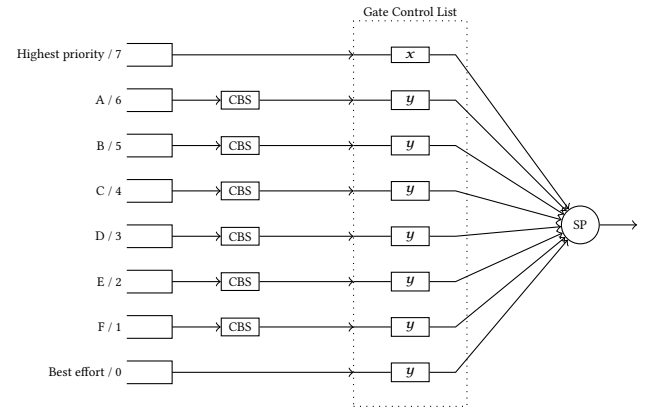 Gate Control List
Highest priority / 7 x
A / 6 CBS y
B / 5 CBS y
C / 4 CBS y
D / 3 CBS y
SP
E / 2 CBS y
F / 1 CBS y
Best effort / 0 y